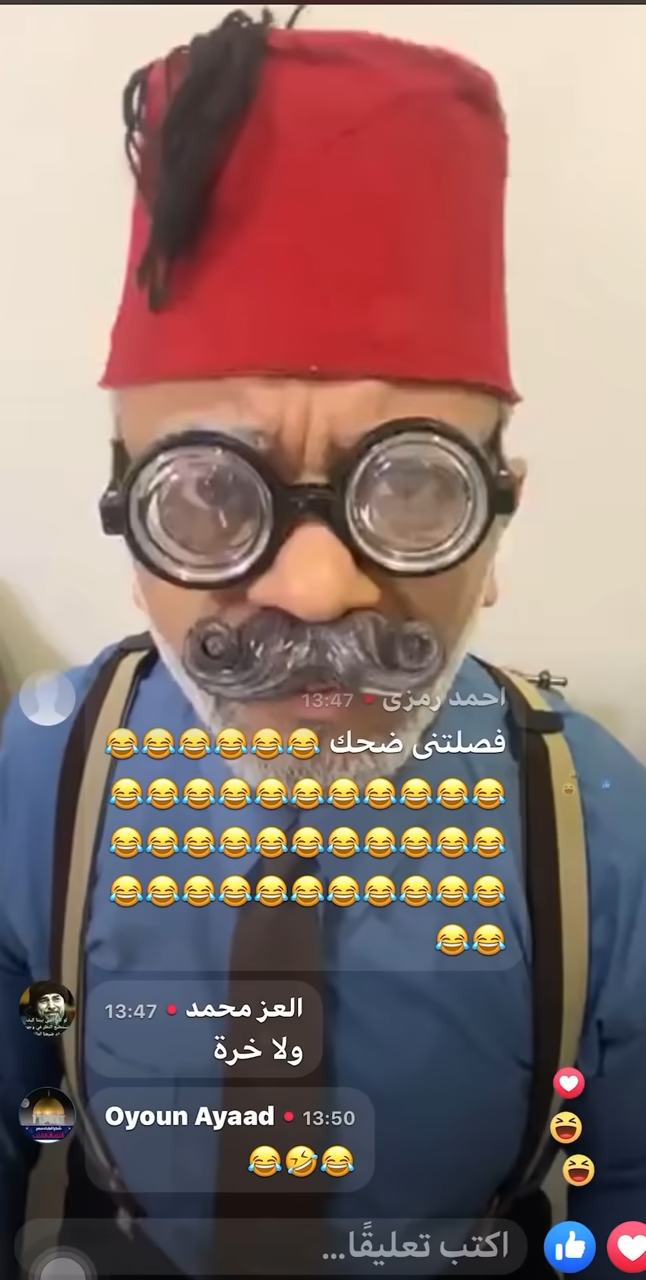 احمد رمزى • 13:47
فصلتنى ضحك 😂😂😂😂😂😂
😂😂😂😂😂😂😂😂😂😂😂
😂😂😂😂😂😂😂😂😂😂😂
😂😂😂😂😂😂😂😂😂😂😂
😂😂
العز محمد • 13:47
ولا خرة
Oyoun Ayaad • 13:50
😂🤣😂
اكتب تعليقًا...